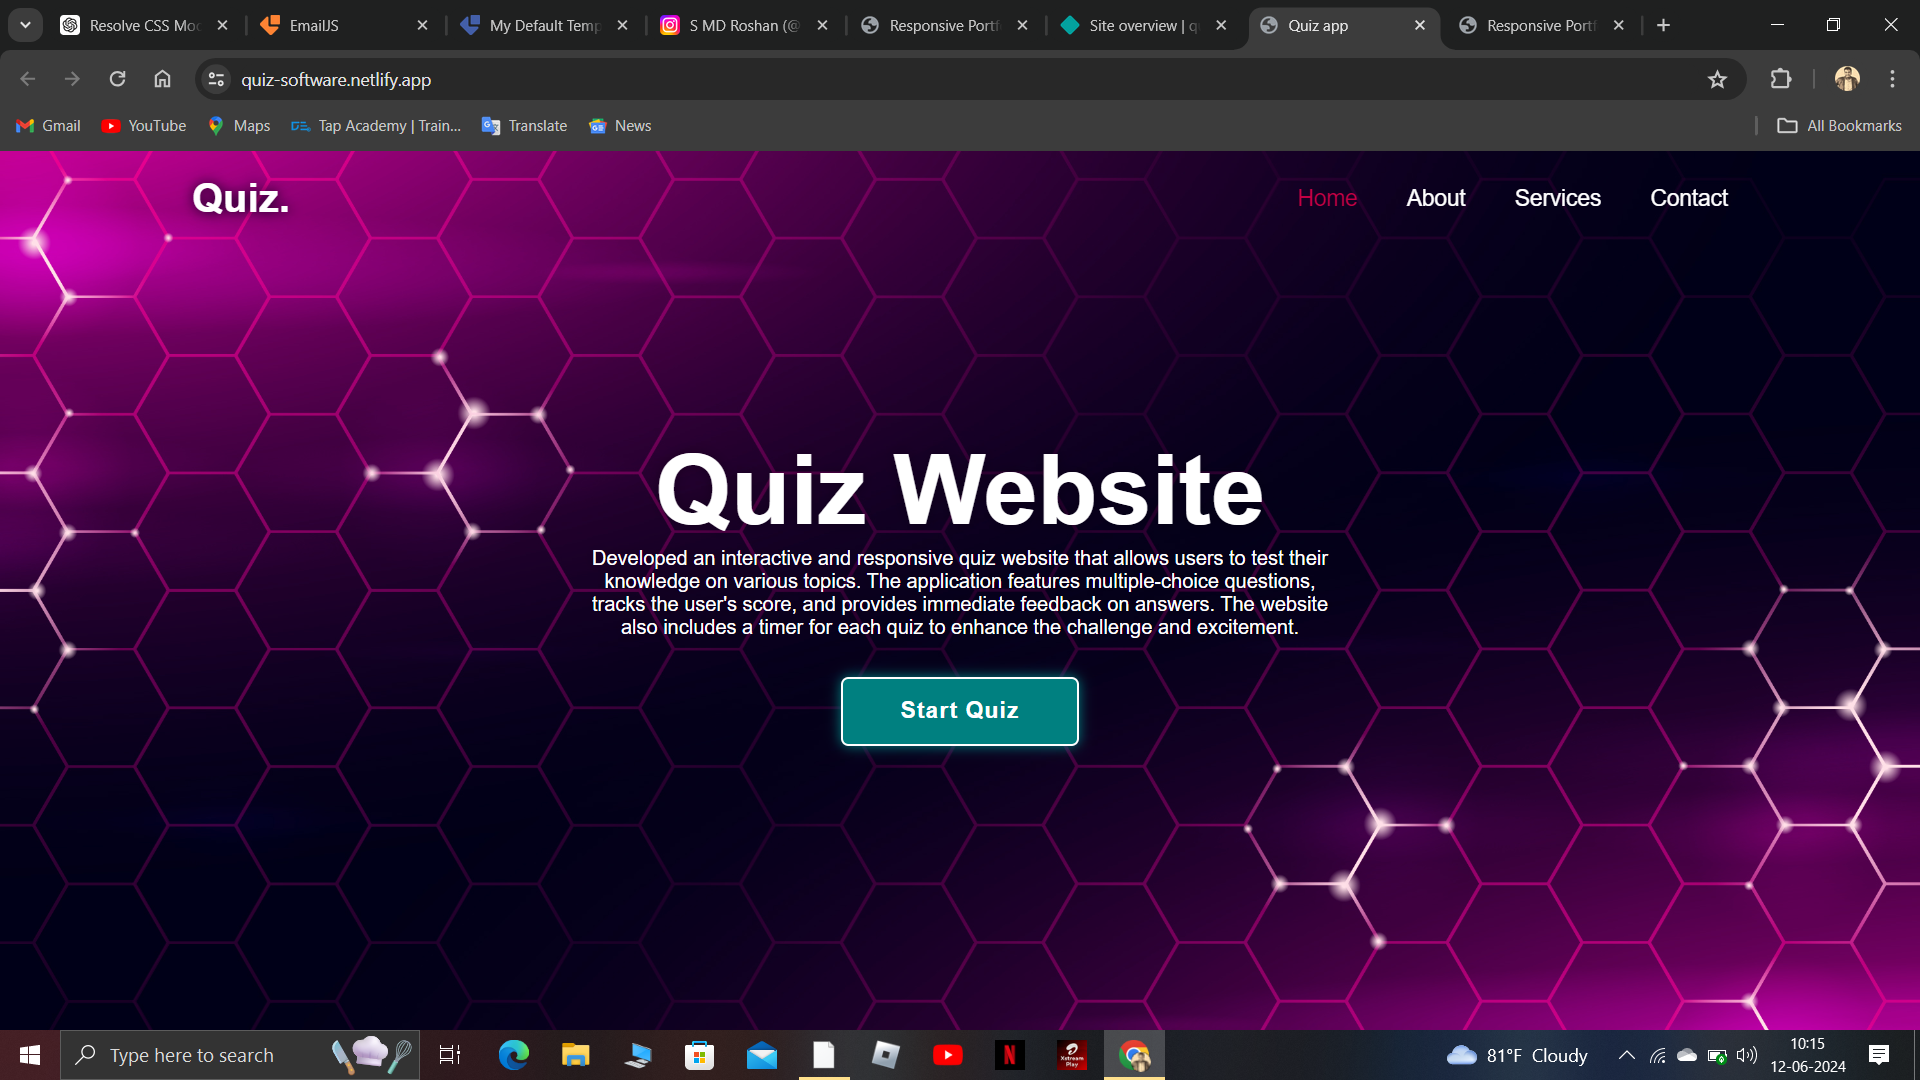 Resolve CSS Moc
EmailJS
My Default Temp
S MD Roshan (@
Responsive Portf
Site overview | q
Quiz app
Responsive Portf
quiz-software.netlify.app
Gmail
YouTube
Maps
Tap Academy | Train...
Translate
News
All Bookmarks
Quiz.
Home
About
Services
Contact
Quiz Website
Developed an interactive and responsive quiz website that allows users to test their
knowledge on various topics. The application features multiple-choice questions,
tracks the user's score, and provides immediate feedback on answers. The website
also includes a timer for each quiz to enhance the challenge and excitement.
Start Quiz
Type here to search
N
Xstream
Play
81°F Cloudy
10:15
12-06-2024